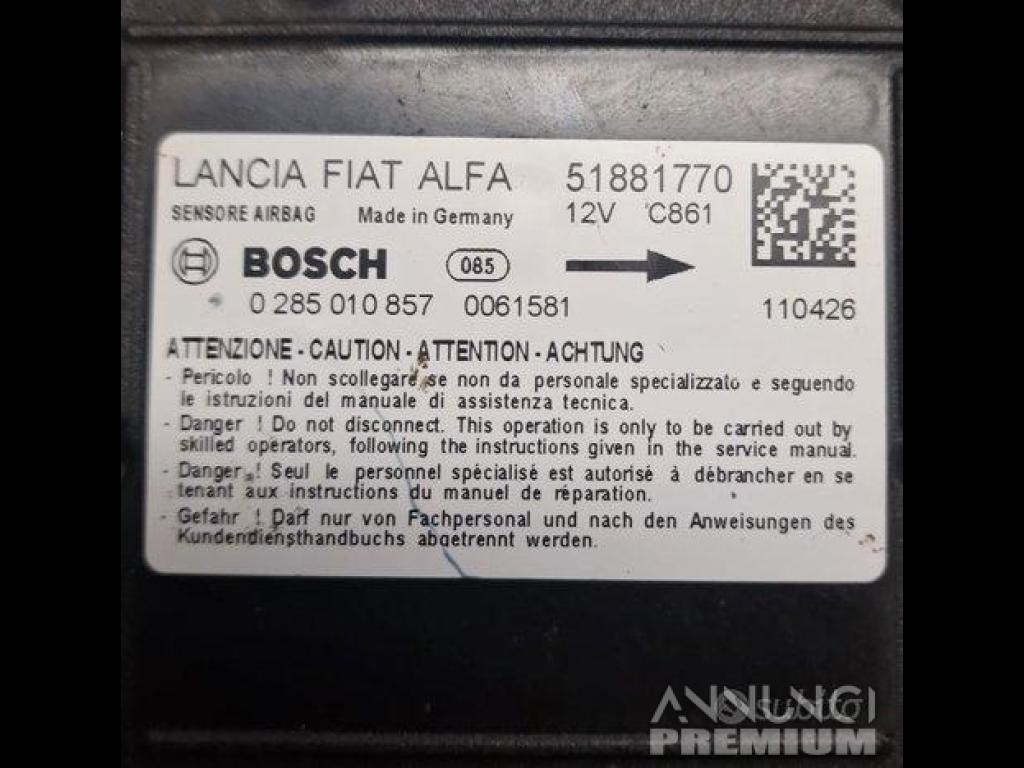 LANCIA FIAT ALFA 51881770
SENSORE AIRBAG Made in Germany 12V C861
BOSCH 085
0 285 010 857 0061581 110426
ATTENZIONE - CAUTION - ATTENTION - ACHTUNG
- Pericolo ! Non scollegare se non da personale specializzato e seguendo
le istruzioni del manuale di assistenza tecnica.
- Danger ! Do not disconnect. This operation is only to be carried out by
skilled operators, following the instructions given in the service manual.
- Danger ! Seul le personnel spécialisé est autorisé à débrancher en se
tenant aux instructions du manuel de réparation.
- Gefahr ! Darf nur von Fachpersonal und nach den Anweisungen des
Kundendiensthandbuchs abgetrennt werden.
ANNUNCI subito
PREMIUM